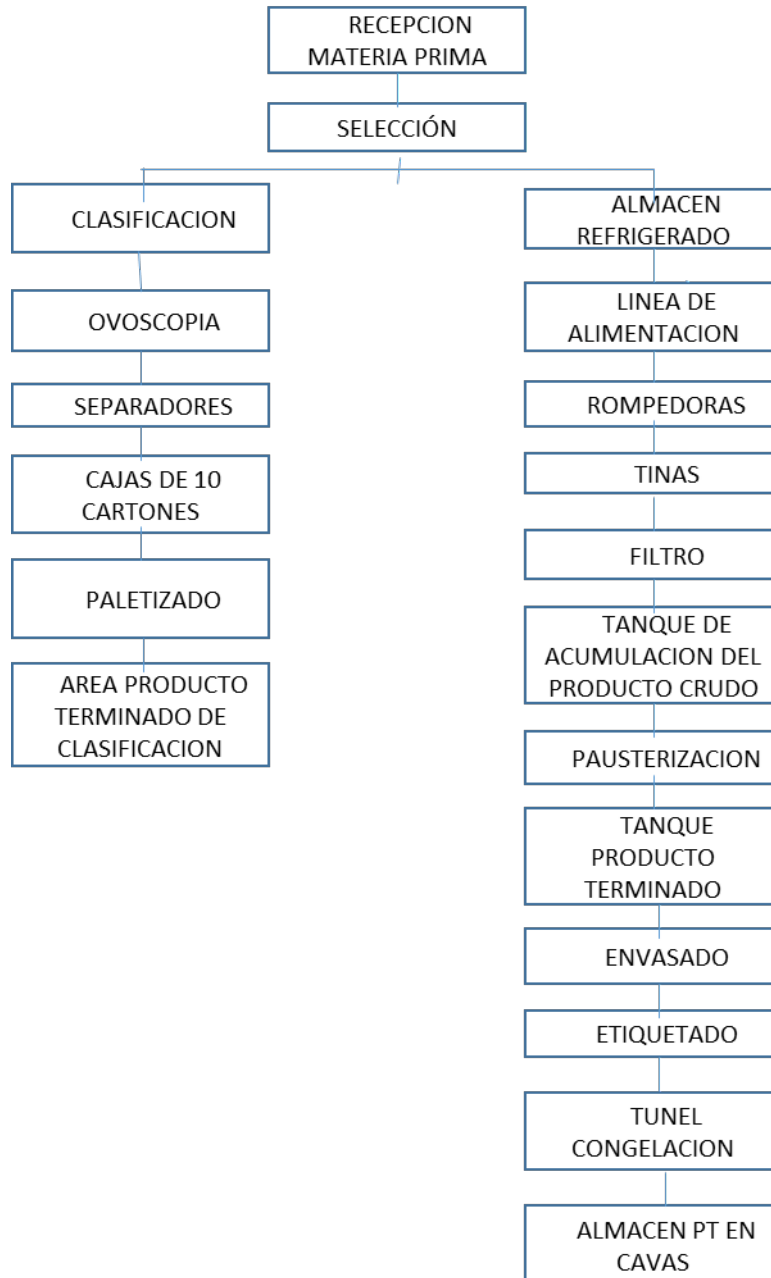 RECEPCION
MATERIA PRIMA
SELECCIÓN
CLASIFICACION
OVOSCOPIA
SEPARADORES
CAJAS DE 10
CARTONES
PALETIZADO
AREA PRODUCTO
TERMINADO DE
CLASIFICACION
ALMACEN
REFRIGERADO
LINEA DE
ALIMENTACION
ROMPEDORAS
TINAS
FILTRO
TANQUE DE
ACUMULACION DEL
PRODUCTO CRUDO
PAUSTERIZACION
TANQUE
PRODUCTO
TERMINADO
ENVASADO
ETIQUETADO
TUNEL
CONGELACION
ALMACEN PT EN
CAVAS